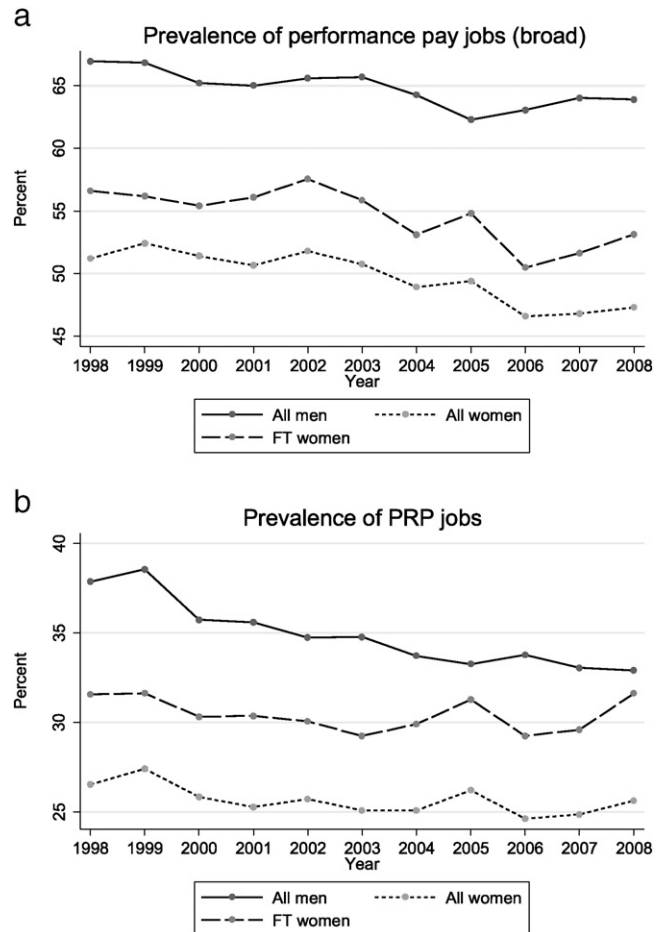 a
Prevalence of performance pay jobs (broad)
Percent
65
60
55
50
45
1998 1999 2000 2001 2002 2003 2004 2005 2006 2007 2008
Year
All men All women
FT women
b
Prevalence of PRP jobs
Percent
40
35
30
25
1998 1999 2000 2001 2002 2003 2004 2005 2006 2007 2008
Year
All men All women
FT women